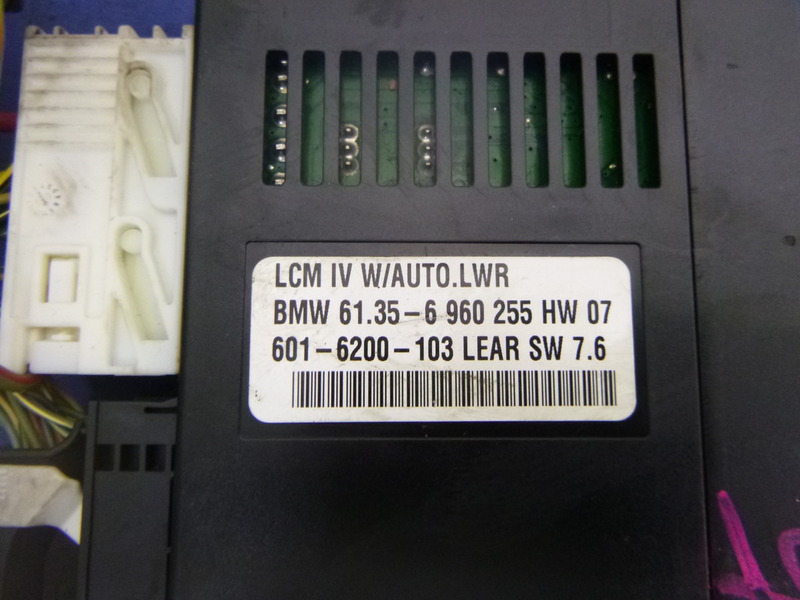 LCM IV W/AUTO.LWR
BMW 61.35-6 960 255 HW 07
601-6200-103 LEAR SW 7.6